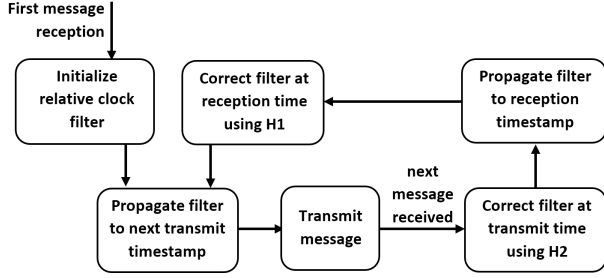 First message
reception
Initialize
relative clock
filter
Correct filter at
reception time
using H1
Propagate filter
to reception
timestamp
Propagate filter
to next transmit
timestamp
Transmit
message
next
message
received
Correct filter at
transmit time
using H2